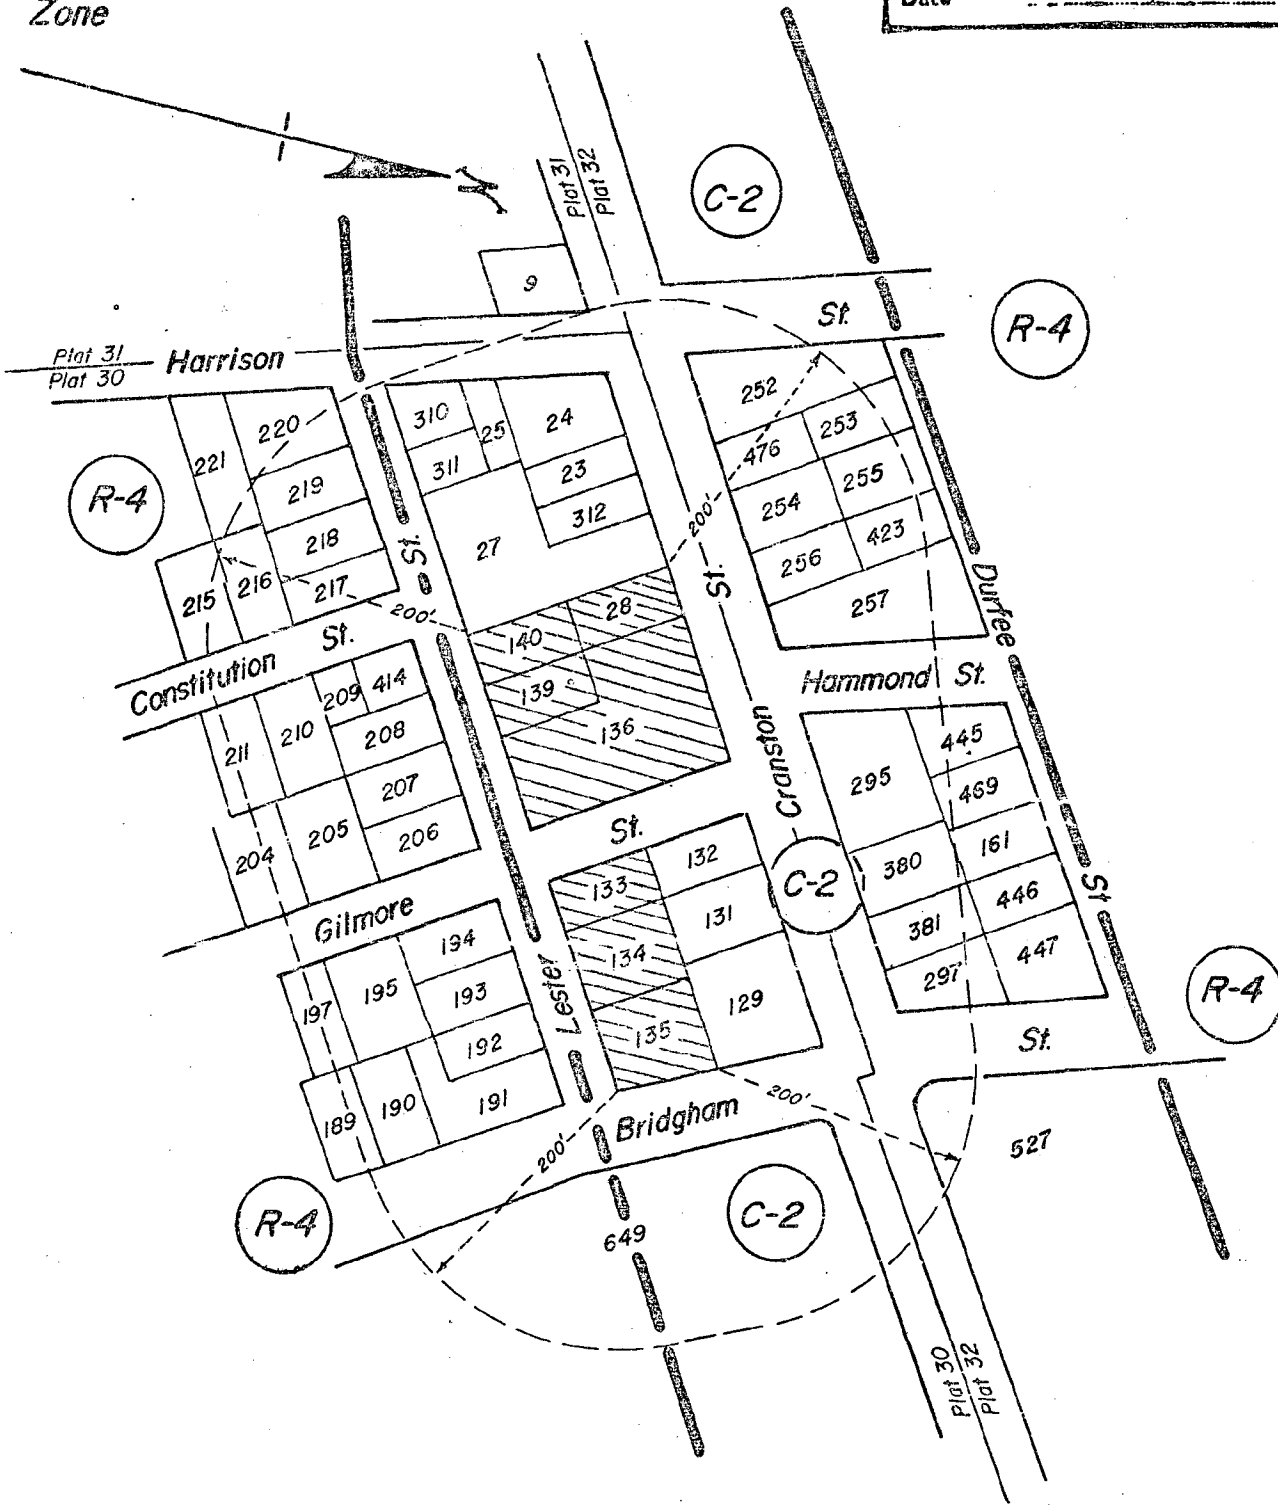 Zone
Date
N
Plat 31
Plat 32
C-2
9
St.
R-4
Plat 31
Plat 30
Harrison
252
253
476
255
254
423
256
257
220
221
219
218
217
216
215
310
311
25
24
23
312
27
R-4
St.
200'
200'
St.
Durfee
St.
140
28
139
136
Constitution St.
Hammond St.
Cranston
209
414
210
211
208
207
206
205
204
445
295
469
161
380
446
381
447
297
St.
133
132
131
134
129
135
C-2
Gilmore
Lester
194
195
193
197
192
191
190
189
R-4
St.
200'
200'
Bridgham
527
R-4
C-2
649
Plat 30
Plat 32